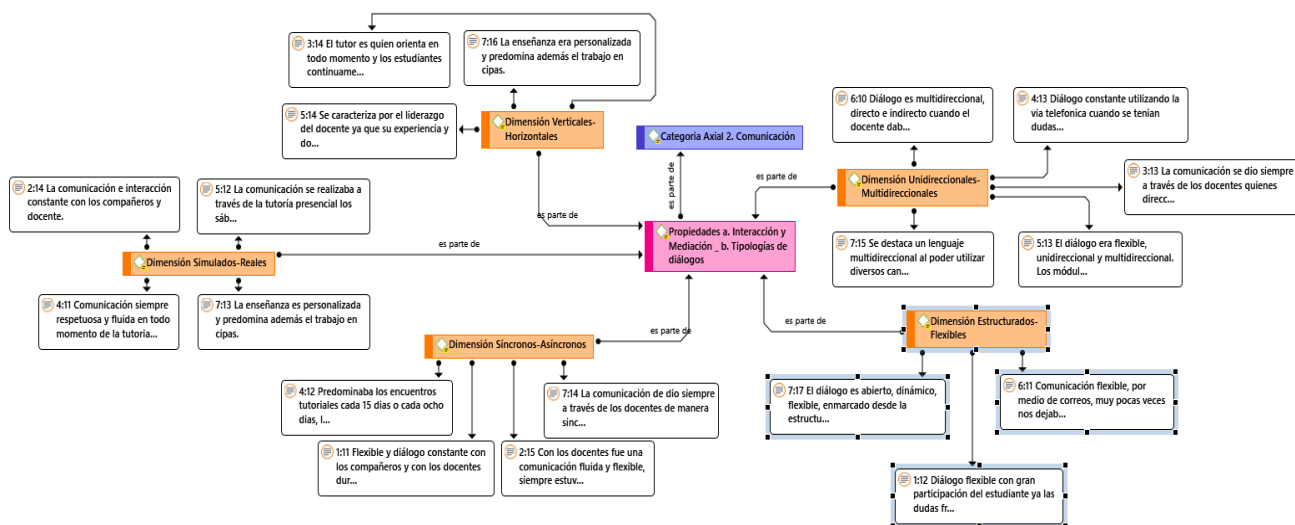 3:14 El tutor es quien orienta en
todo momento y los estudiantes
continuame...
7:16 La enseñanza era personalizada
y predomina además el trabajo en
cipas.
5:14 Se caracteriza por el liderazgo
del docente ya que su experiencia y
do...
Dimensión Verticales-
Horizontales
Categoria Axial 2. Comunicación
6:10 Diálogo es multidireccional,
directo e indirecto cuando el
docente dab...
4:13 Diálogo constante utilizando la
via telefonica cuando se tenian
dudas...
3:13 La comunicación se dio siempre
a través de los docentes quienes
direcc...
Dimensión Unidireccionales-
Multidireccionales
es parte de
es parte de
es parte de
2:14 La comunicación e interacción
constante con los compañeros y
docente.
5:12 La comunicación se realizaba a
través de la tutoría presencial los
sáb...
Propiedades a. Interacción y
Mediación _ b. Tipologías de
diálogos
7:15 Se destaca un lenguaje
multidireccional al poder utilizar
diversos can...
5:13 El diálogo era flexible,
unidireccional y multidireccional.
Los módul...
es parte de
Dimensión Simulados-Reales
4:11 Comunicación siempre
respetuosa y fluida en todo
momento de la tutoria...
7:13 La enseñanza es personalizada
y predomina además el trabajo en
cipas.
es parte de
es parte de
Dimensión Síncronos-Asíncronos
Dimensión Estructurados-
Flexibles
4:12 Predominaba los encuentros
tutoriales cada 15 dias o cada ocho
dias, l...
7:14 La comunicación de dio siempre
a través de los docentes de manera
sinc...
7:17 El diálogo es abierto, dinámico,
flexible, enmarcado desde la
estructu...
6:11 Comunicación flexible, por
medio de correos, muy pocas veces
nos dejab...
1:11 Flexible y diálogo constante con
los compañeros y con los docentes
dur...
2:15 Con los docentes fue una
comunicación fluida y flexible,
siempre estuv...
1:12 Diálogo flexible con gran
participación del estudiante ya las
dudas fr...